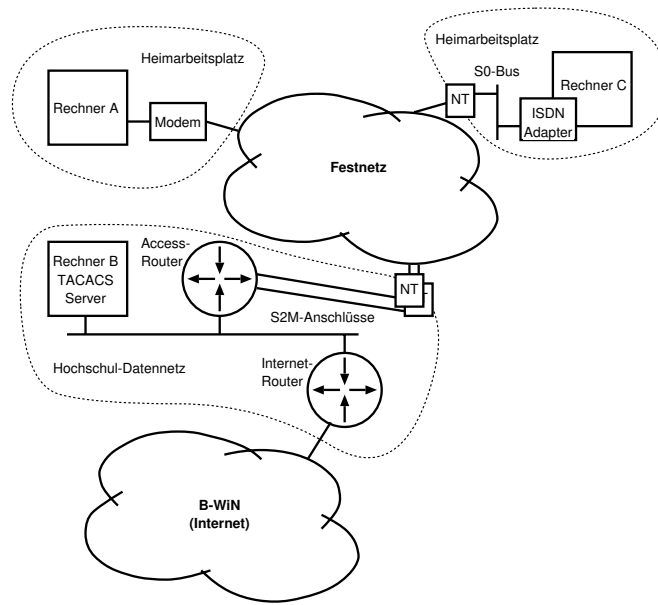 Heimarbeitsplatz
Rechner A
Modem
Heimarbeitsplatz
S0-Bus
NT
Rechner C
ISDN
Adapter
Festnetz
Rechner B
TACACS
Server
Access-
Router
NT
S2M-Anschlüsse
Hochschul-Datennetz
Internet-
Router
B-WiN
(Internet)